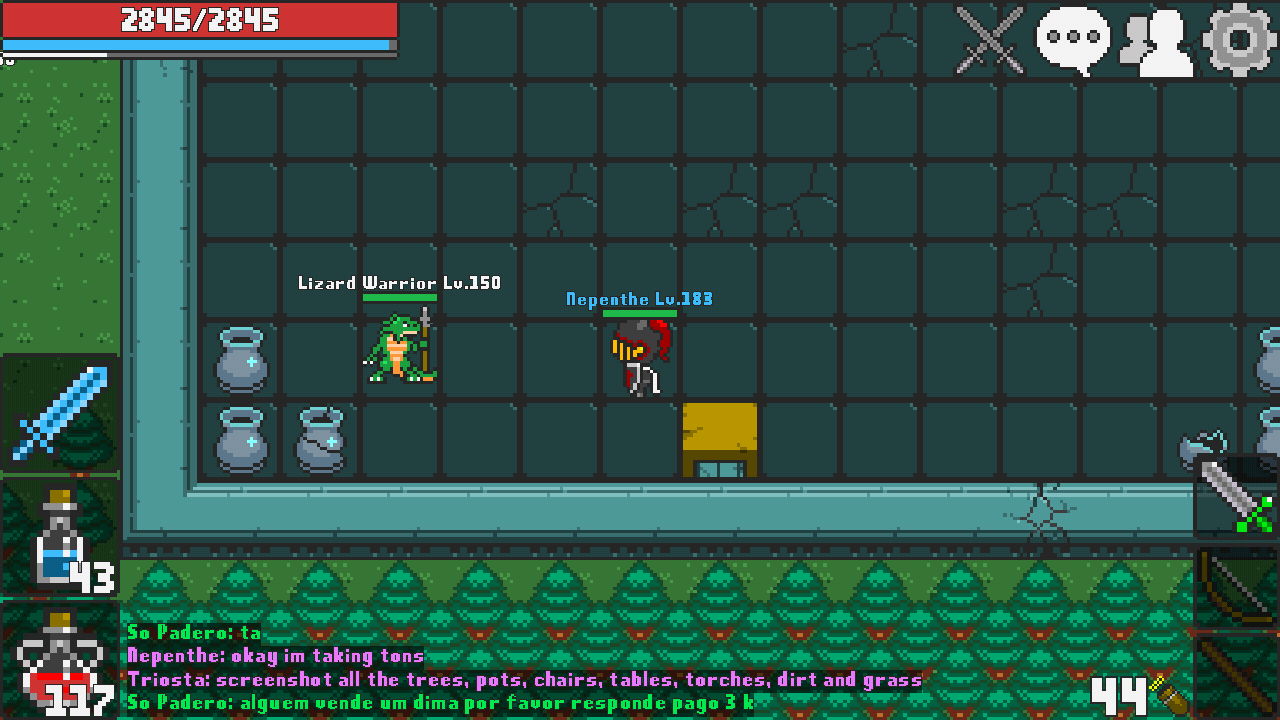 2845/2845
Lizard Warrior Lv.150
Nepenthe Lv.183
43
So Padero: ta
Nepenthe: okay im taking tons
Triosta: screenshot all the trees, pots, chairs, tables, torches, dirt and grass
117
44
So Padero: alguem vende um dima por favor responde pago 3 k